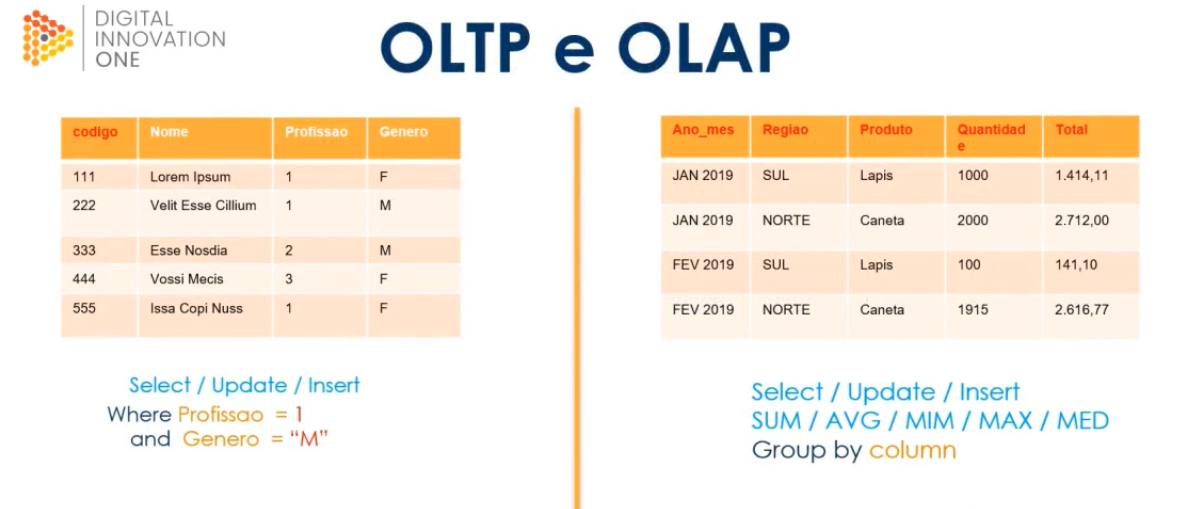 DIGITAL
INNOVATION
ONE
OLTP e OLAP
codigo Nome Profissao Genero
111 Lorem Ipsum 1 F
222 Velit Esse Cillium 1 M
333 Esse Nosdia 2 M
444 Vossi Mecis 3 F
555 Issa Copi Nuss 1 F
Select / Update / Insert
Where Profissao = 1
and Genero = “M”
Ano_mes Regiao Produto Quantidad Total
e
JAN 2019 SUL Lapis 1000 1.414,11
JAN 2019 NORTE Caneta 2000 2.712,00
FEV 2019 SUL Lapis 100 141,10
FEV 2019 NORTE Caneta 1915 2.616,77
Select / Update / Insert
SUM / AVG / MIM / MAX / MED
Group by column